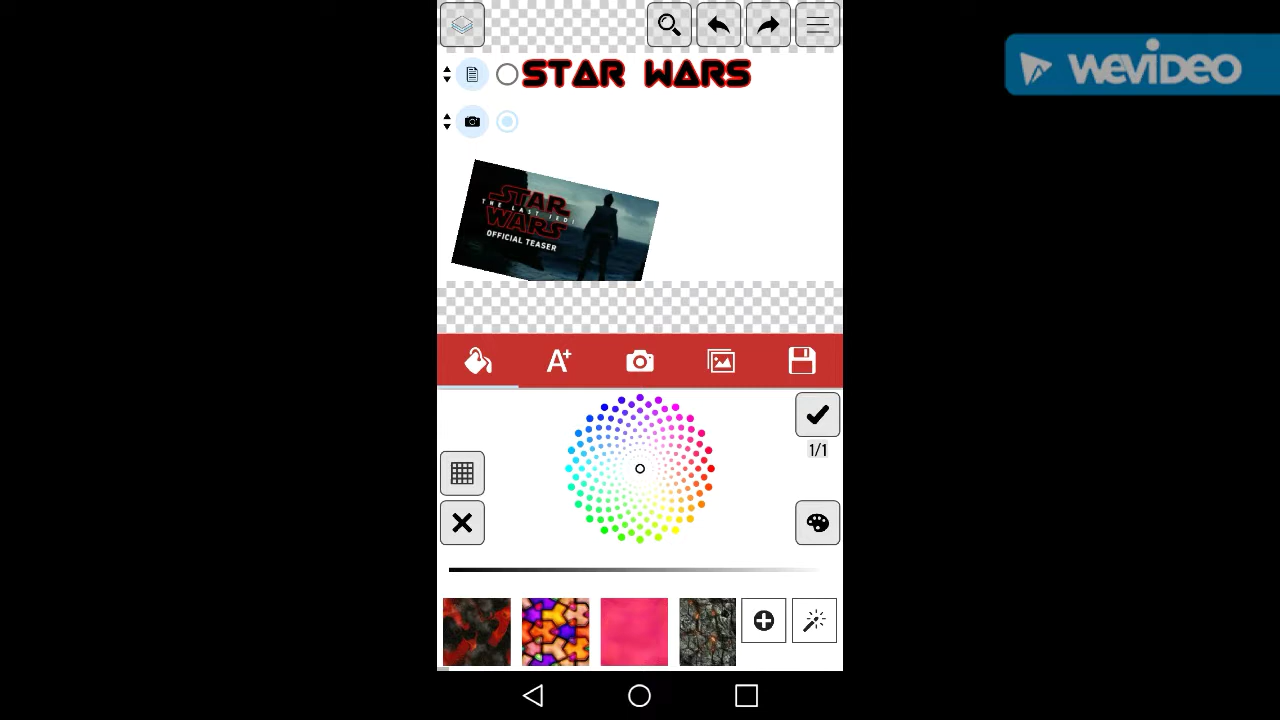 WEVIDEO
STAR WARS
STAR
THE LAST JEDI
WARS
OFFICIAL TEASER
A+
1/1